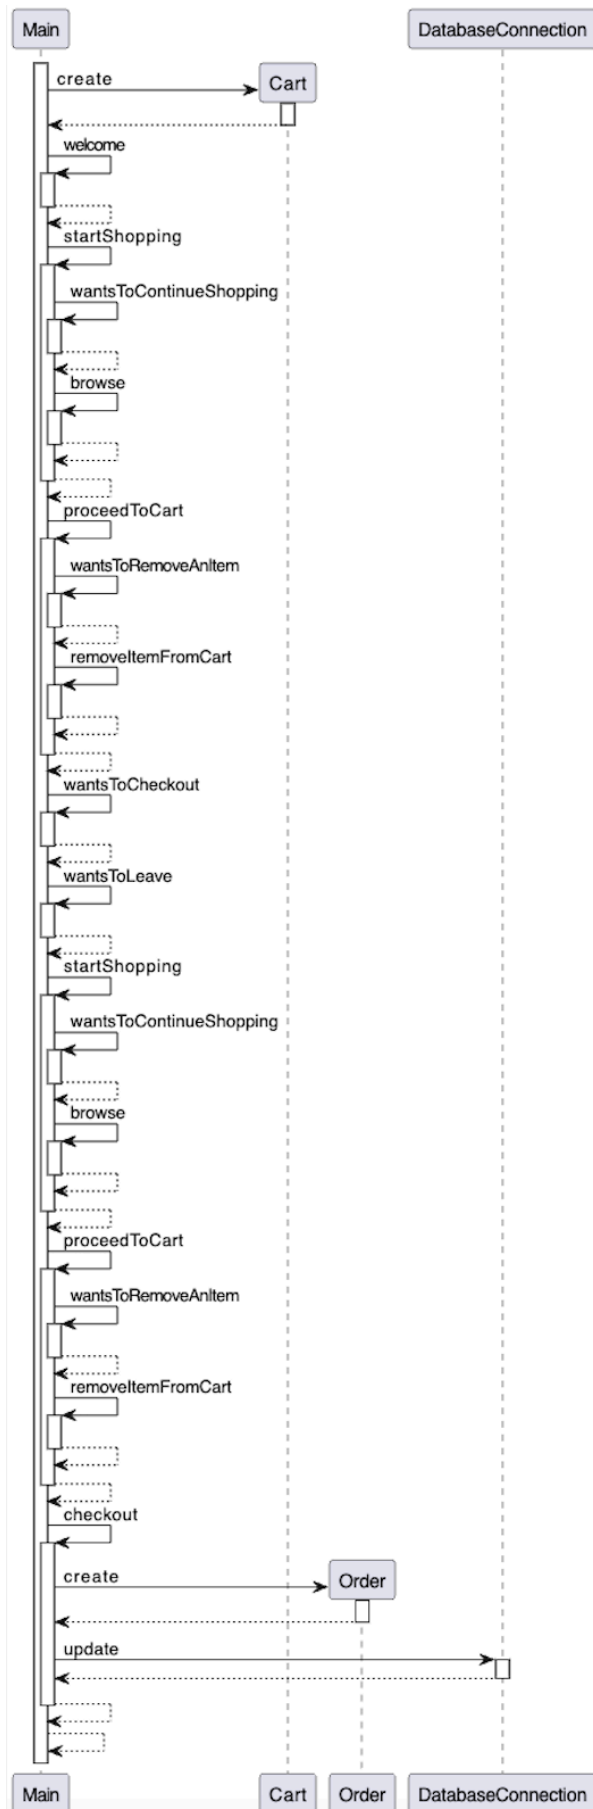 Main DatabaseConnection
create Cart
welcome
startShopping
wantsToContinueShopping
browse
proceedToCart
wantsToRemoveAnItem
removeItemFromCart
wantsToCheckout
wantsToLeave
startShopping
wantsToContinueShopping
browse
proceedToCart
wantsToRemoveAnItem
removeItemFromCart
checkout
create Order
update
Main Cart Order DatabaseConnection